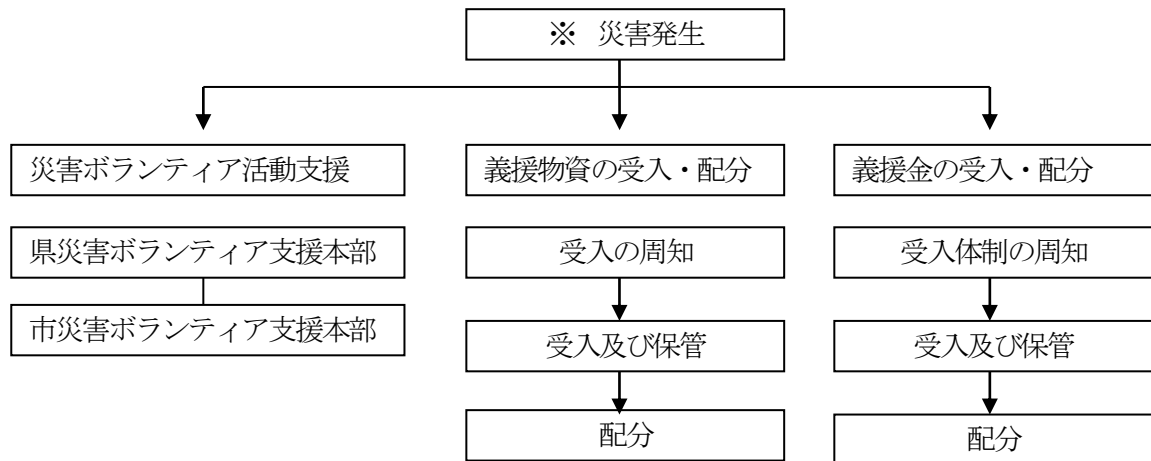 ※ 災害発生
災害ボランティア活動支援
義援物資の受入・配分
義援金の受入・配分
県災害ボランティア支援本部
受入の周知
受入体制の周知
市災害ボランティア支援本部
受入及び保管
受入及び保管
配分
配分